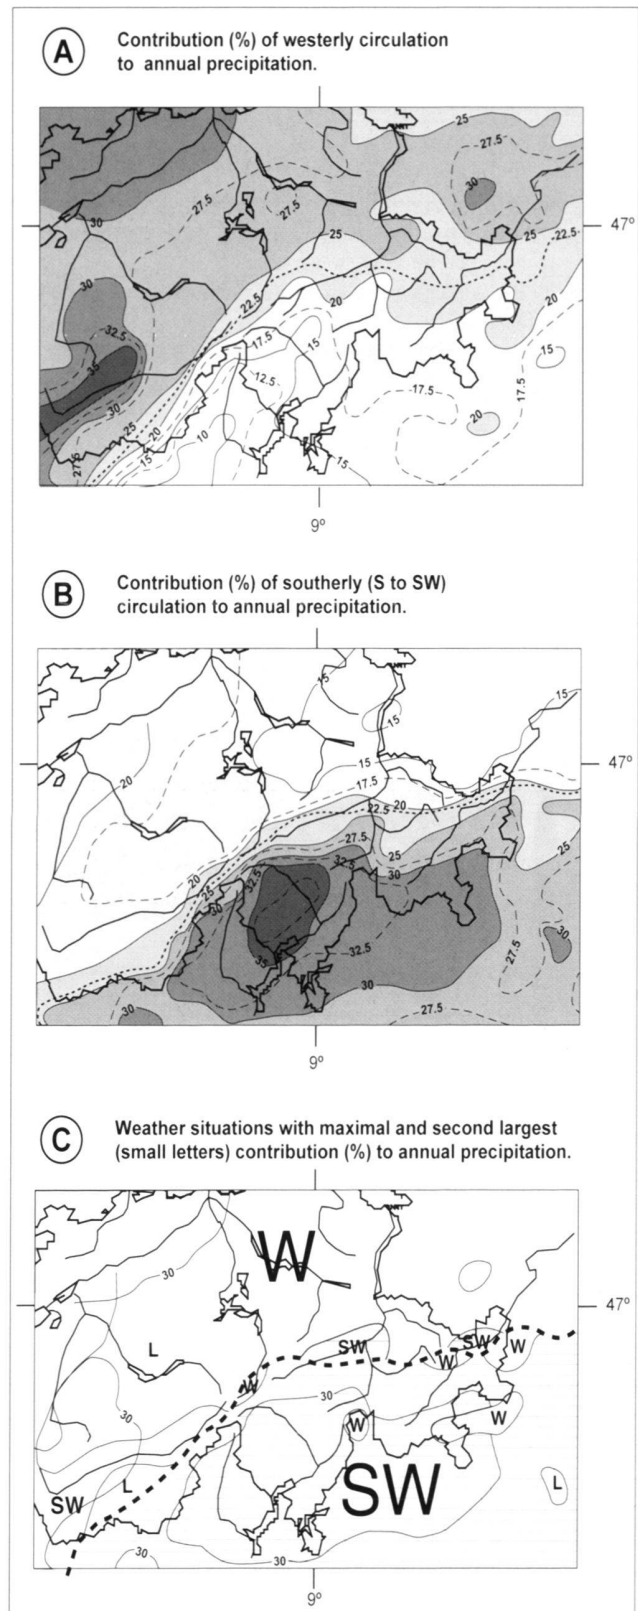 A
Contribution (%) of westerly circulation
to annual precipitation.
25
27.5
30
47°
30
27.5
27.5
25
25
22.5
30
22.5
20
20
32.5
17.5
15
15
35
12.5
17.5
17.5
30
20
25
20
10
15
27.5
15
9°
B
Contribution (%) of southerly (S to SW)
circulation to annual precipitation.
15
15
15
15
47°
20
17.5
22.5
20
27.5
25
32.5
20
25
32.5
30
30
35
32.5
30
27.5
30
30
27.5
9°
C
Weather situations with maximal and second largest
(small letters) contribution (%) to annual precipitation.
W
30
47°
L
SW
SW
W
W
W
30
30
W
W
L
SW
SW
L
30
30
9°